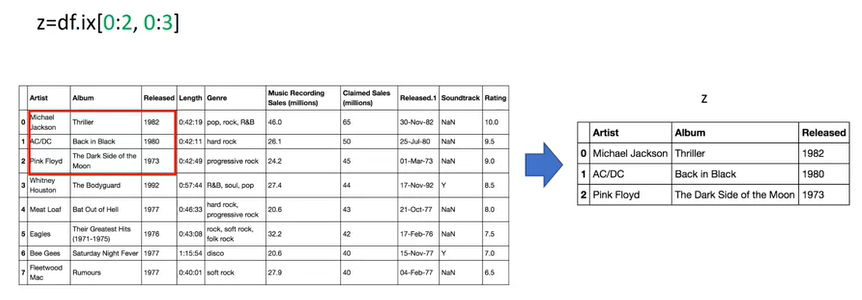 z=df.ix[0:2, 0:3]
Artist Album Released Length Genre Music Recording Sales (millions) Claimed Sales (millions) Released.1 Soundtrack Rating
0 Michael Jackson Thriller 1982 0:42:19 pop, rock, R&B 46.0 65 30-Nov-82 NaN 10.0
1 AC/DC Back in Black 1980 0:42:11 hard rock 26.1 50 25-Jul-80 NaN 9.5
2 Pink Floyd The Dark Side of the Moon 1973 0:42:49 progressive rock 24.2 45 01-Mar-73 NaN 9.0
3 Whitney Houston The Bodyguard 1992 0:57:44 R&B, soul, pop 27.4 44 17-Nov-92 Y 8.5
4 Meat Loaf Bat Out of Hell 1977 0:46:33 hard rock, progressive rock 20.6 43 21-Oct-77 NaN 8.0
5 Eagles Their Greatest Hits (1971-1975) 1976 0:43:08 rock, soft rock, folk rock 32.2 42 17-Feb-76 NaN 7.5
6 Bee Gees Saturday Night Fever 1977 1:15:54 disco 20.6 40 15-Nov-77 Y 7.0
7 Fleetwood Mac Rumours 1977 0:40:01 soft rock 27.9 40 04-Feb-77 NaN 6.5
z
Artist Album Released
0 Michael Jackson Thriller 1982
1 AC/DC Back in Black 1980
2 Pink Floyd The Dark Side of the Moon 1973